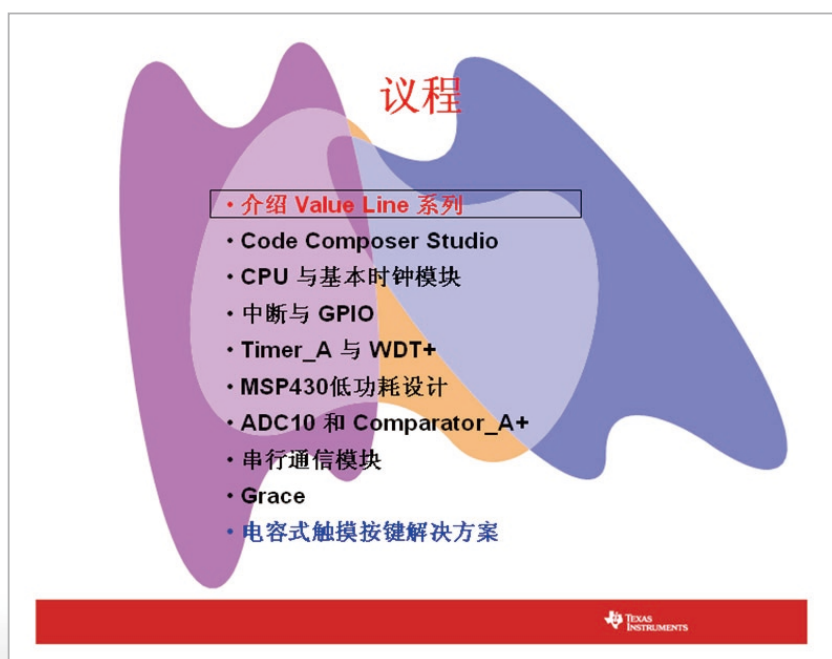 议程
• 介绍 Value Line 系列
• Code Composer Studio
• CPU 与基本时钟模块
• 中断与 GPIO
• Timer_A 与 WDT+
• MSP430低功耗设计
• ADC10 和 Comparator_A+
• 串行通信模块
• Grace
• 电容式触摸按键解决方案
TEXAS
INSTRUMENTS